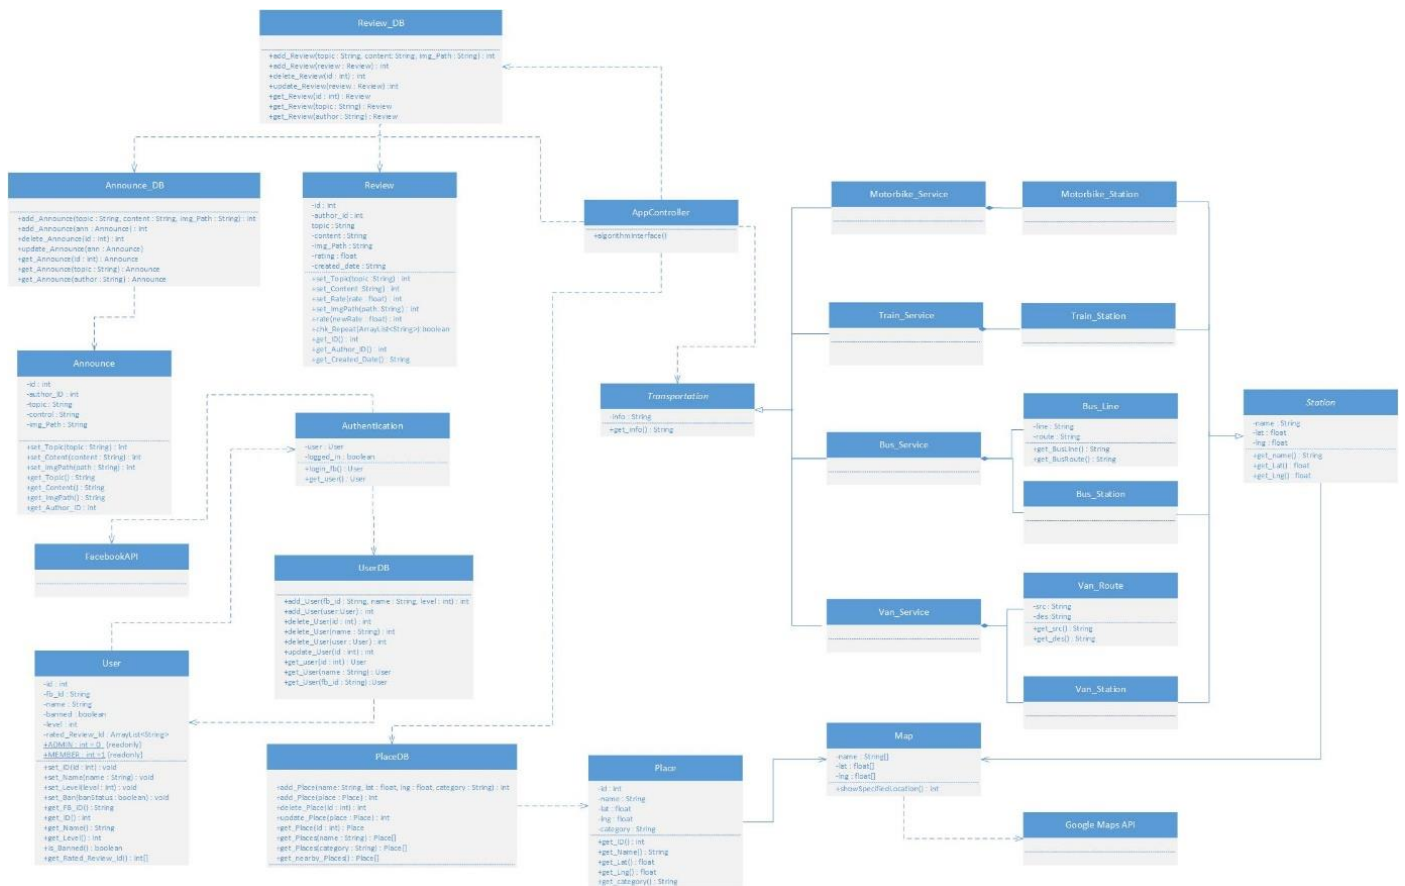 Review_DB
+add_Review(topic : String, content: String, img_Path : String) : int
+add_Review(review : Review) : int
+delete_Review(id : int) : int
+update_Review(review : Review) :int
+get_Review(id : int) : Review
+get_Review(topic : String) : Review
+get_Review(author : String) : Review
Announce_DB
+add_Announce(topic : String, content : String, img_Path : String) : int
+add_Announce(ann : Announce) : int
+delete_Announce(id : int) : int
+update_Announce(ann : Announce)
+get_Announce(id : int) : Announce
+get_Announce(topic : String) : Announce
+get_Announce(author : String) : Announce
Review
-id : int
-author_id : int
topic : String
-content : String
-img_Path : String
-rating : float
-created_date : String
+set_Topic(topic : String) : int
+set_Content : String) : int
+set_Rate(rate : float) : int
+set_ImgPath(path : String) : int
+rate(newRate : float) : int
+chk_Repeat(ArrayList<String>) : boolean
+get_ID() : int
+get_Author_ID() : int
+get_Created_Date() : String
AppController
+algorithmInterface()
Motorbike_Service
Motorbike_Station
Train_Service
Train_Station
Announce
-id : int
-author_ID : int
-topic : String
-control : String
-img_Path : String
+set_Topic(topic : String) : int
+set_Cotent(content : String) : int
+set_ImgPath(path : String) : int
+get_Topic() : String
+get_Content() : String
+get_ImgPath() : String
+get_Author_ID : int
Transportation
-info : String
+get_info() : String
Bus_Line
-line : String
-route : String
+get_BusLine() : String
+get_BusRoute() : String
Station
-name : String
-lat : float
-lng : float
+get_name() : String
+get_Lat() : float
+get_Lng() : float
Authentication
-user : User
-logged_in : boolean
+login_fb() : User
+get_user() : User
Bus_Service
Bus_Station
FacebookAPI
UserDB
+add_User(fb_id : String, name : String, level : int) : int
+add_User(user:User) : int
+delete_User(id : int) : int
+delete_User(name : String) : int
+delete_User(user : User) : int
+update_User(id : int) : int
+get_user(id : int) : User
+get_User(name : String) : User
+get_User(fb_id : String) : User
Van_Service
Van_Route
-src : String
-des :String
+get_src() : String
+get_des() : String
User
-id : int
-fb_id : String
-name : String
-banned : boolean
-level : int
-rated_Review_Id : ArrayList<String>
+ADMIN : int = 0 {readonly}
+MEMBER : int =1 {readonly}
+set_ID(id : int) : void
+set_Name(name : String) : void
+set_Level(level : int) : void
+set_Ban(banStatus : boolean) : void
+get_FB_ID() : String
+get_ID() : int
+get_Name() : String
+get_Level() : int
+is_Banned() : boolean
+get_Rated_Review_Id() : int[]
Van_Station
PlaceDB
+add_Place(name: String, lat : float, lng : float, category : String) : int
+add_Place(place : Place) : int
+delete_Place(id : int) : int
+update_Place(place : Place) : int
+get_Place(id : int) : Place
+get_Places(name : String) : Place[]
+get_Places(category : String) : Place[]
+get_nearby_Places() : Place[]
Place
-id : int
-name : String
-lat : float
-lng : float
-category : String
+get_ID() : int
+get_Name() : String
+get_Lat() : float
+get_Lng() : float
+get_category() : String
Map
-name : String[]
-lat : float[]
-lng : float[]
+showSpecifiedLocation() : int
Google Maps API